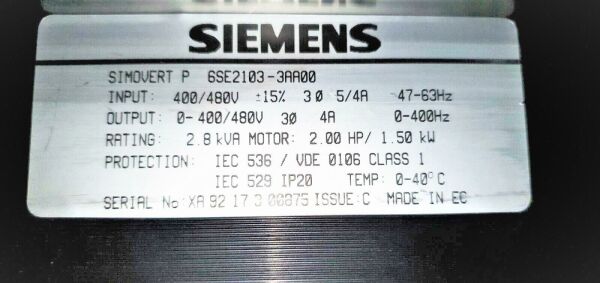 SIEMENS
SIMOVERT P 6SE2103-3AA00
INPUT: 400/480V ±15% 3Ø 5/4A 47-63Hz
OUTPUT: 0-400/480V 3Ø 4A 0-400Hz
RATING: 2.8 kVA MOTOR: 2.00 HP/ 1.50 kW
PROTECTION: IEC 536 / VDE 0106 CLASS 1
IEC 529 IP20 TEMP: 0-40°C
SERIAL No: XA 92 17 3 00875 ISSUE:C MADE IN EC